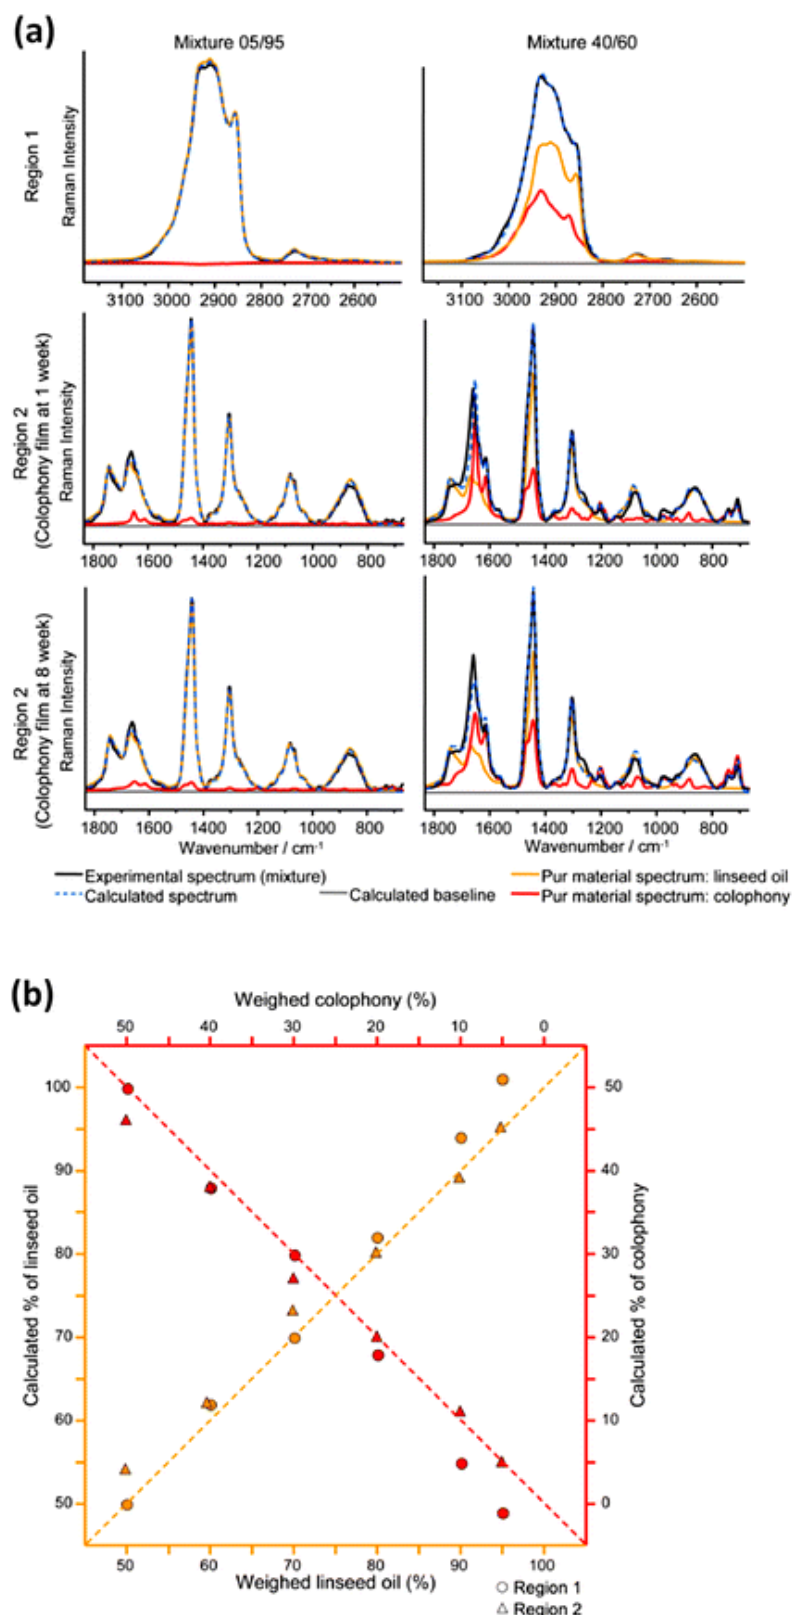 (a)
Mixture 05/95
Mixture 40/60
Region 1
Raman Intensity
3100 3000 2900 2800 2700 2600
3100 3000 2900 2800 2700 2600
Region 2
(Colophony film at 1 week)
Raman Intensity
1800 1600 1400 1200 1000 800
1800 1600 1400 1200 1000 800
Region 2
(Colophony film at 8 week)
Raman Intensity
1800 1600 1400 1200 1000 800
1800 1600 1400 1200 1000 800
Wavenumber / cm-1
Wavenumber / cm-1
Experimental spectrum (mixture)
Pur material spectrum: linseed oil
Calculated spectrum
Calculated baseline
Pur material spectrum: colophony
(b)
Weighed colophony (%)
50 40 30 20 10 0
Calculated % of linseed oil
100
90
80
70
60
50
50
40
30
20
10
0
Calculated % of colophony
50 60 70 80 90 100
Weighed linseed oil (%)
Region 1
Region 2